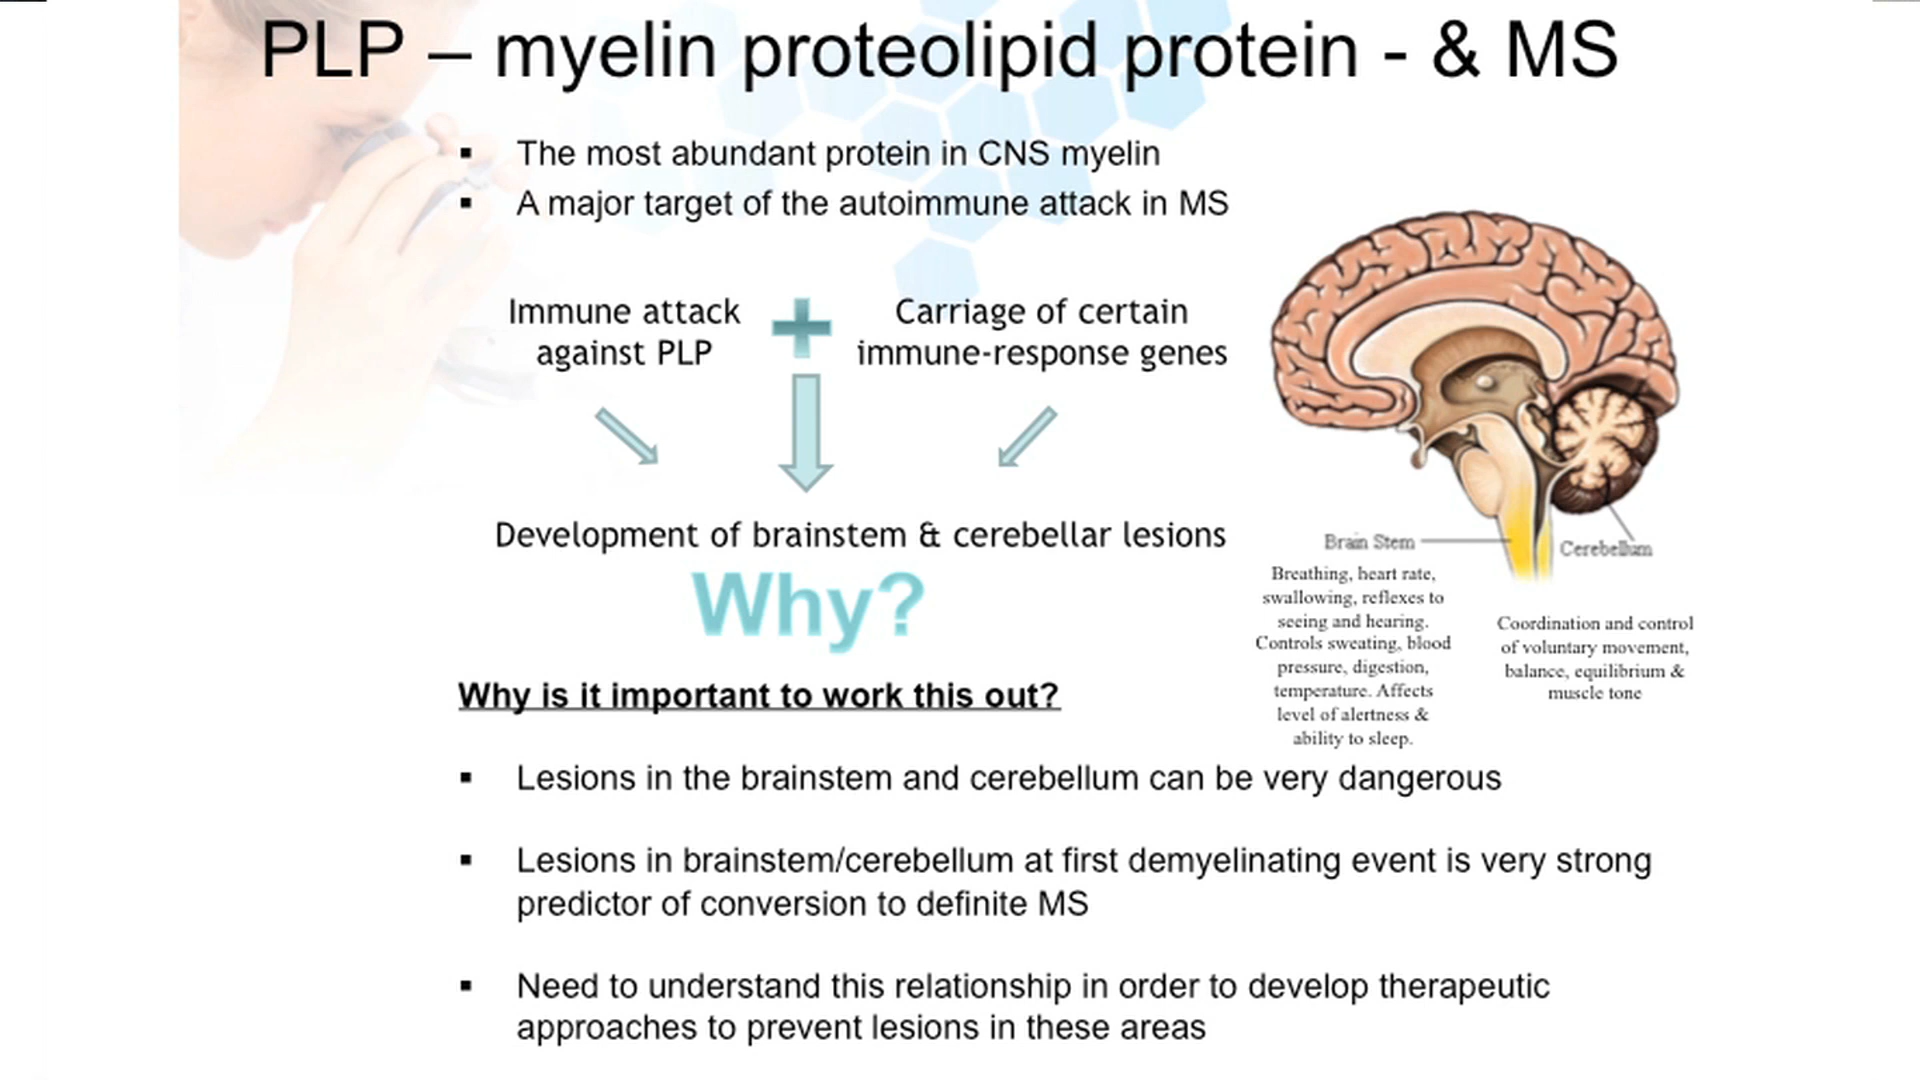 PLP – myelin proteolipid protein - & MS
▪ The most abundant protein in CNS myelin
▪ A major target of the autoimmune attack in MS
Immune attack
against PLP
+
Carriage of certain
immune-response genes
Development of brainstem & cerebellar lesions
Why?
Brain Stem
Breathing, heart rate,
swallowing, reflexes to
seeing and hearing.
Controls sweating, blood
pressure, digestion,
temperature. Affects
level of alertness &
ability to sleep.
Cerebellum
Coordination and control
of voluntary movement,
balance, equilibrium &
muscle tone
Why is it important to work this out?
▪ Lesions in the brainstem and cerebellum can be very dangerous
▪ Lesions in brainstem/cerebellum at first demyelinating event is very strong
predictor of conversion to definite MS
▪ Need to understand this relationship in order to develop therapeutic
approaches to prevent lesions in these areas